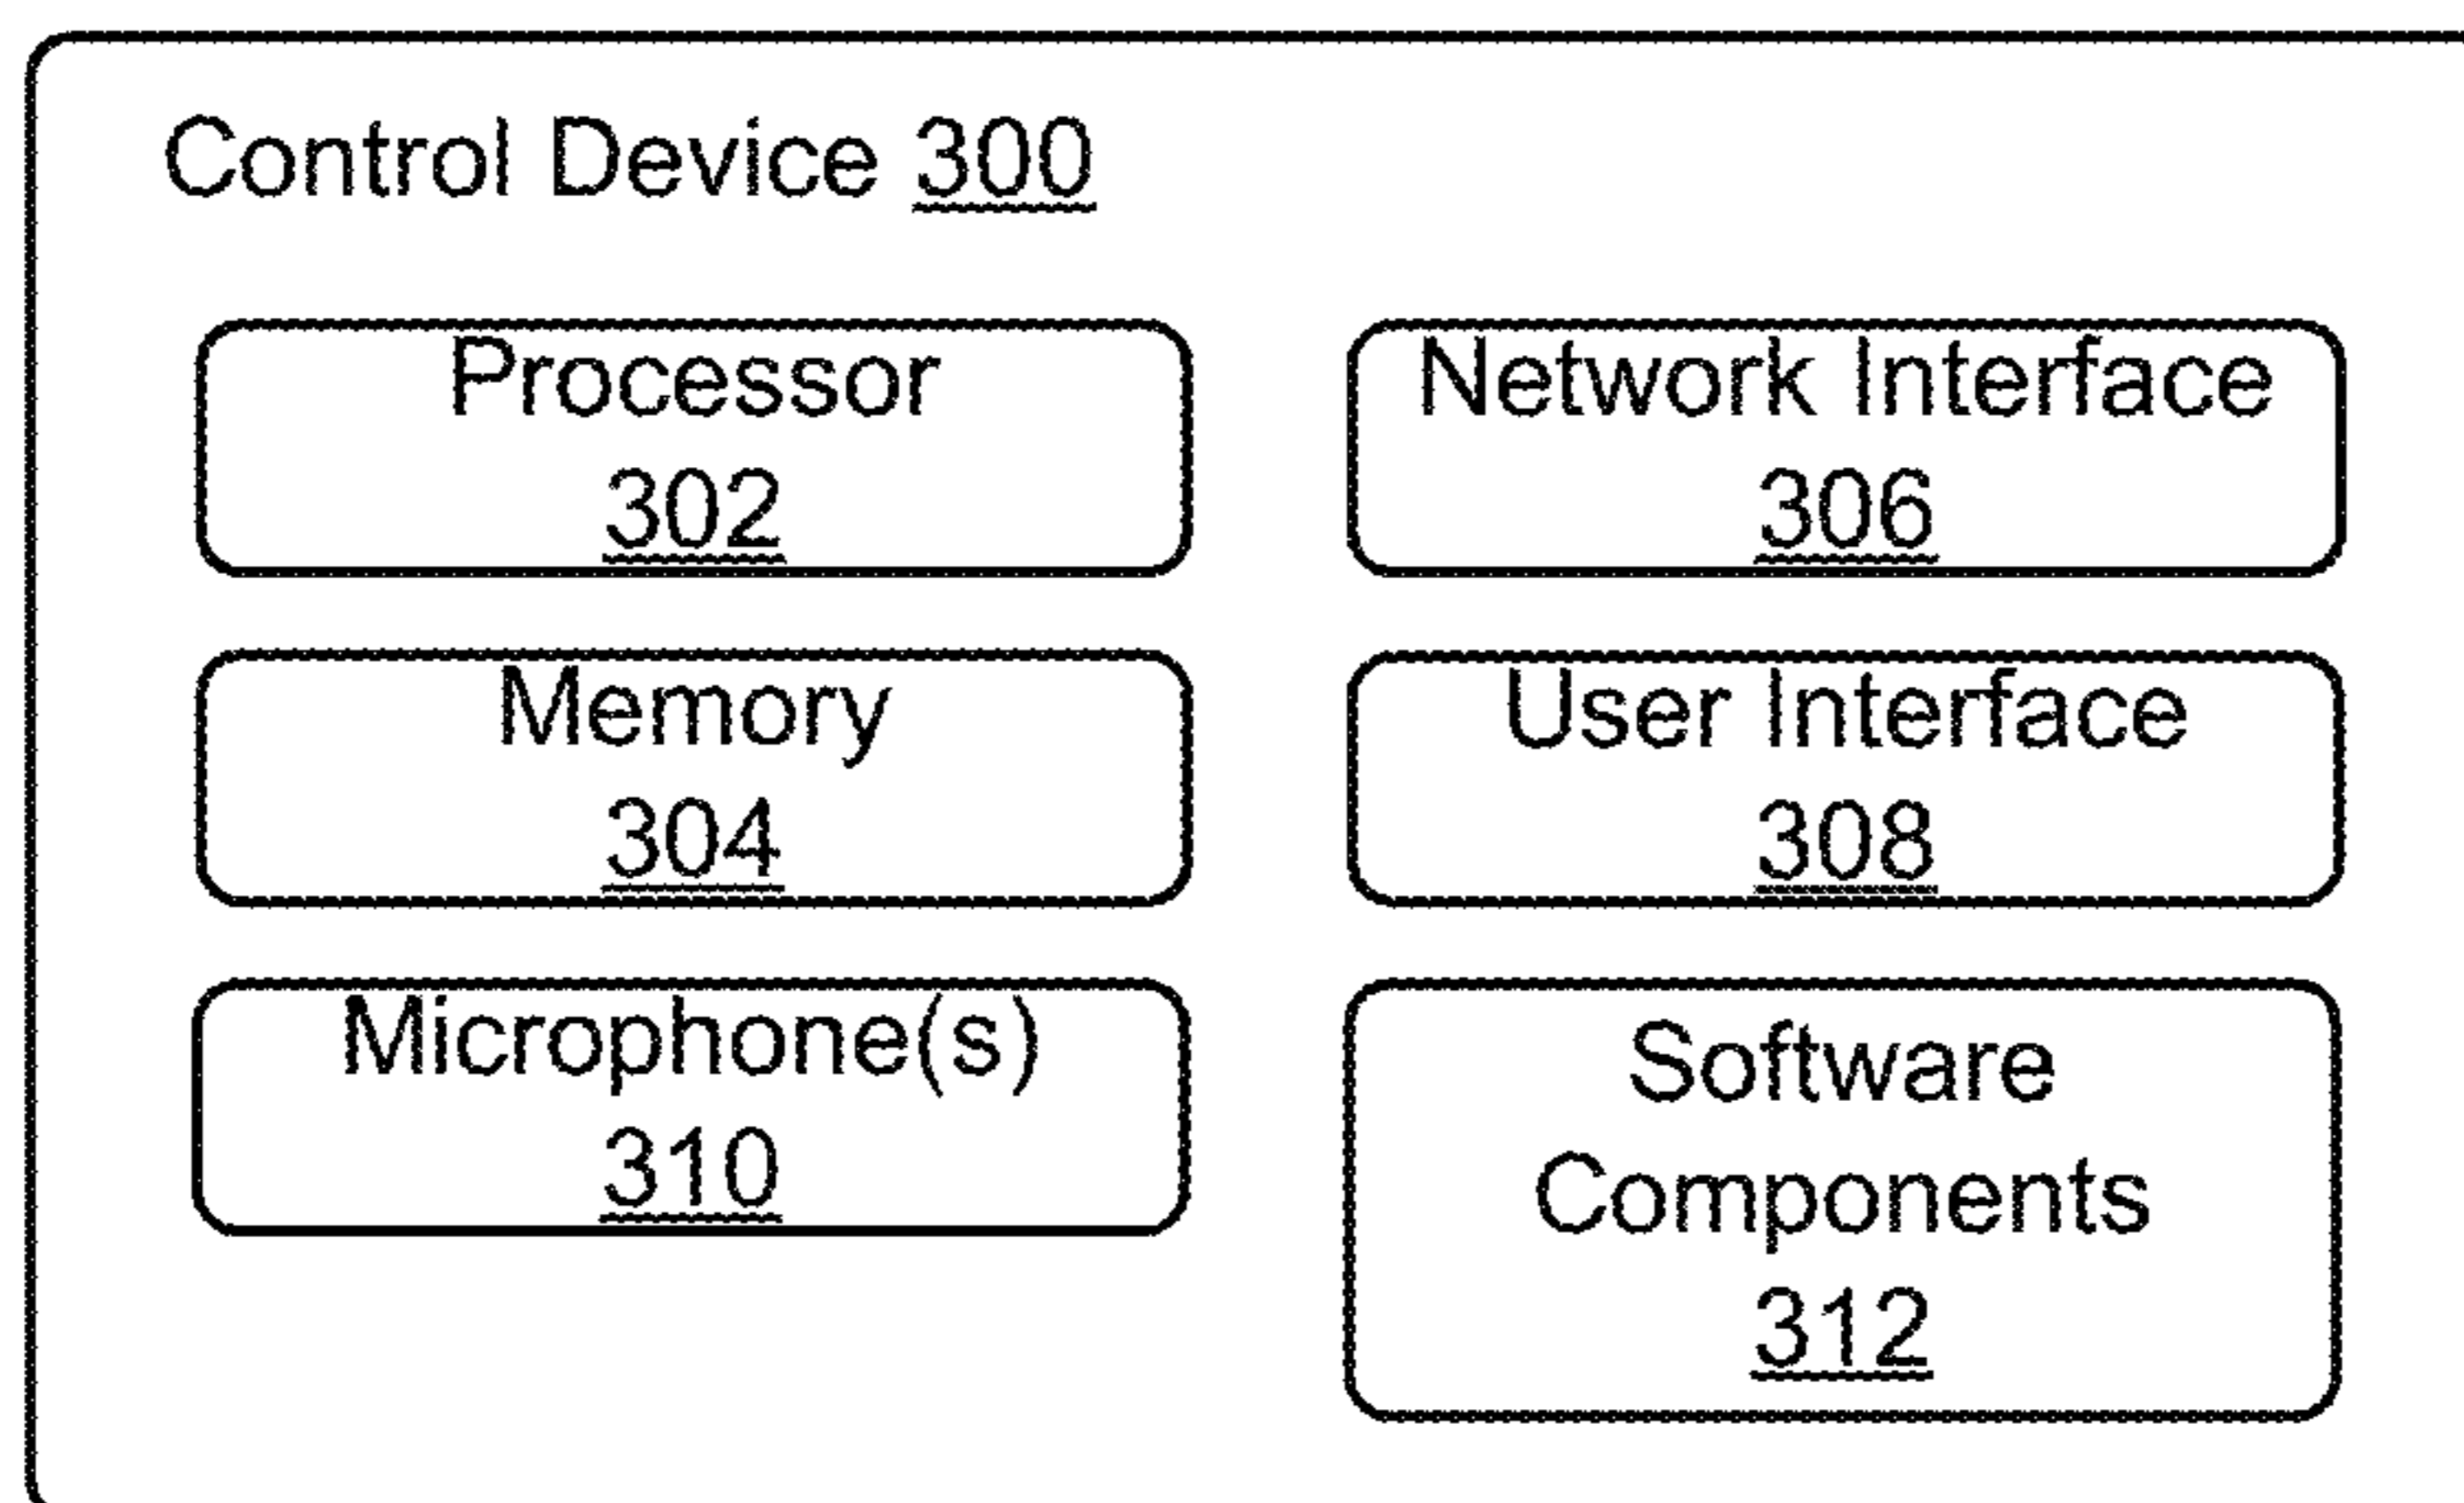 Control Device 300
Processor
302
Network Interface
306
Memory
304
User Interface
308
Microphone(s)
310
Software
Components
312